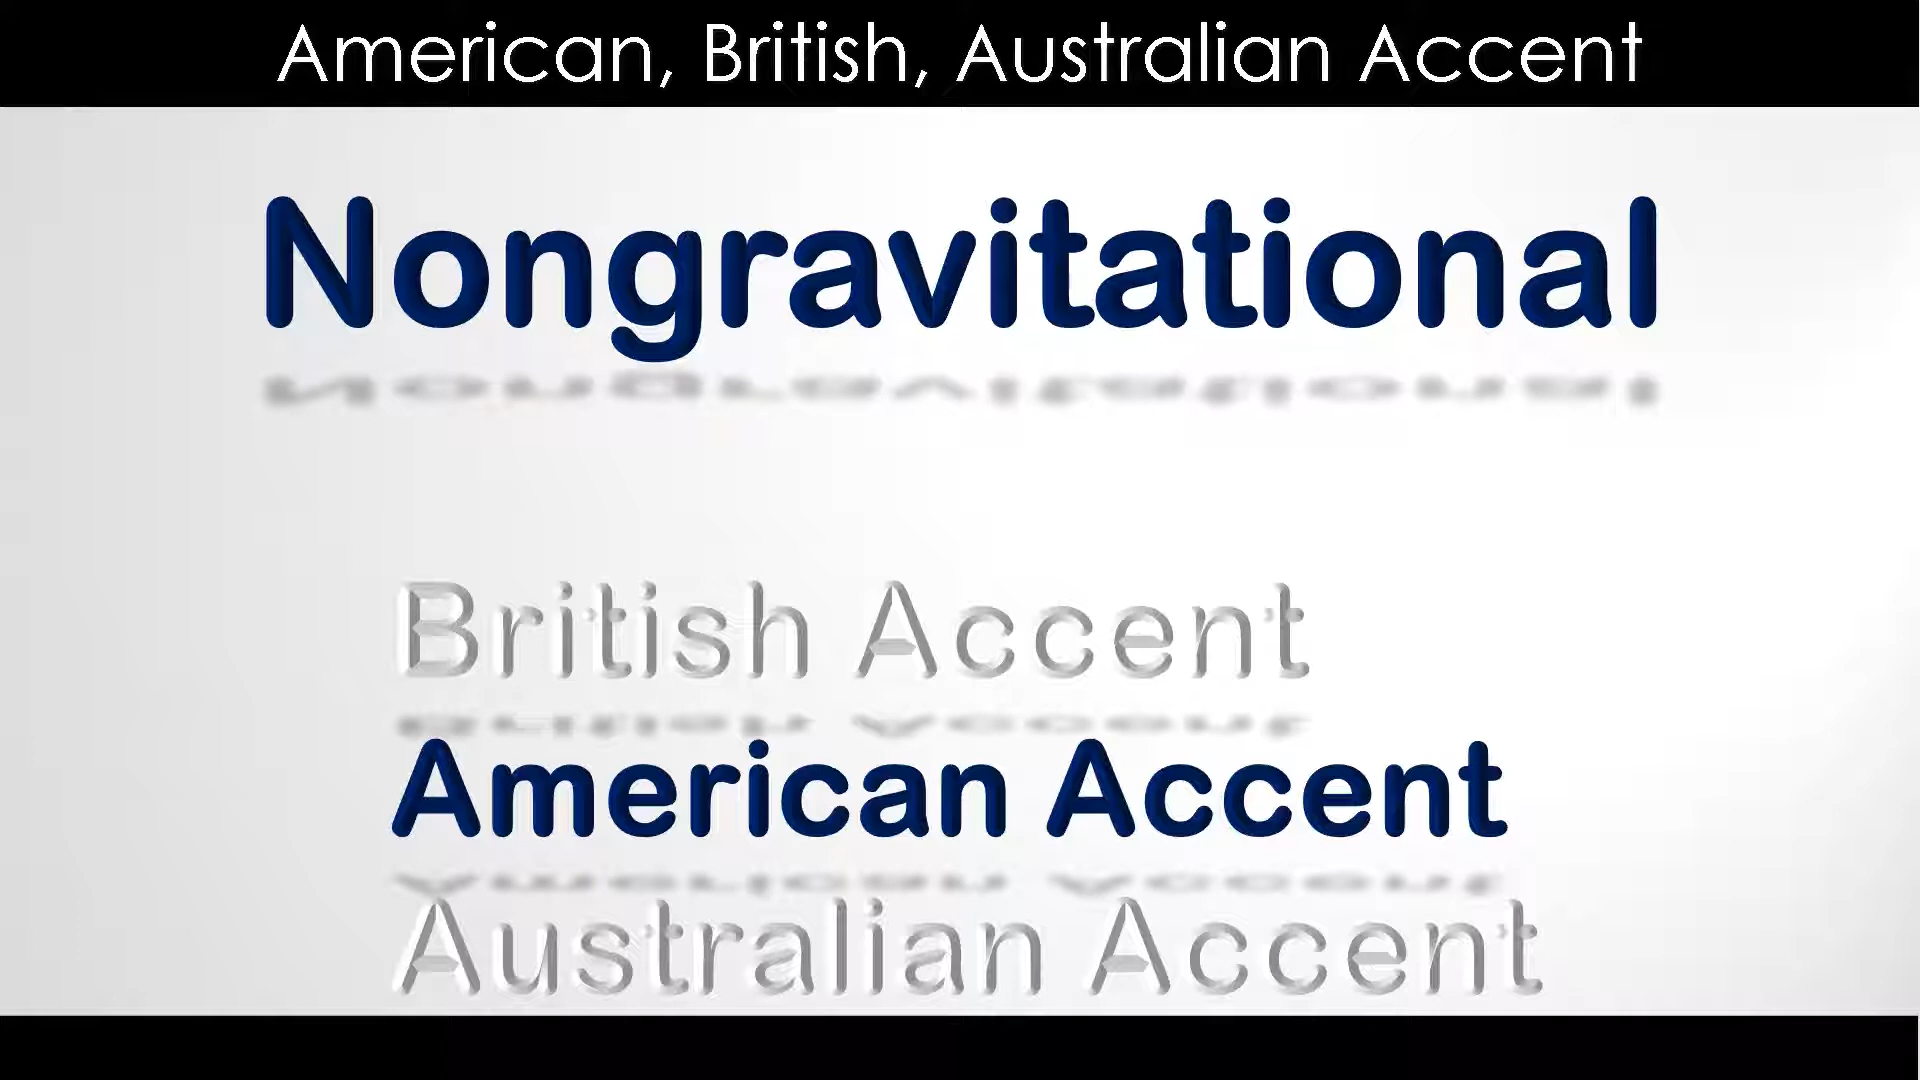 American, British, Australian Accent
Nongravitational
British Accent
American Accent
Australian Accent